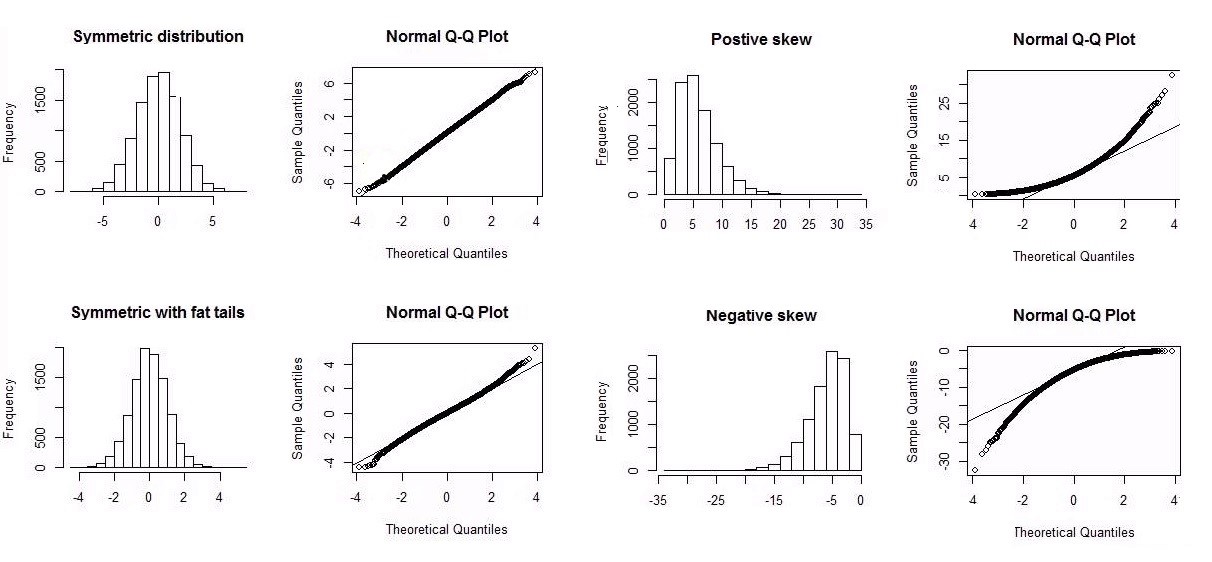 Symmetric distribution
Frequency
0 500 1500
-5 0 5
Normal Q-Q Plot
Sample Quantiles
-6 -2 2 6
-4 -2 0 2 4
Theoretical Quantiles
Postive skew
Frequency
0 1000 2000
0 5 10 15 20 25 30 35
Normal Q-Q Plot
Sample Quantiles
5 15 25
-4 -2 0 2 4
Theoretical Quantiles
Symmetric with fat tails
Frequency
0 500 1500
-4 -2 0 2 4
Normal Q-Q Plot
Sample Quantiles
-4 -2 0 2 4
-4 -2 0 2 4
Theoretical Quantiles
Negative skew
Frequency
0 1000 2000
-35 -25 -15 -5 0
Normal Q-Q Plot
Sample Quantiles
-30 -20 -10 0
-4 -2 0 2 4
Theoretical Quantiles